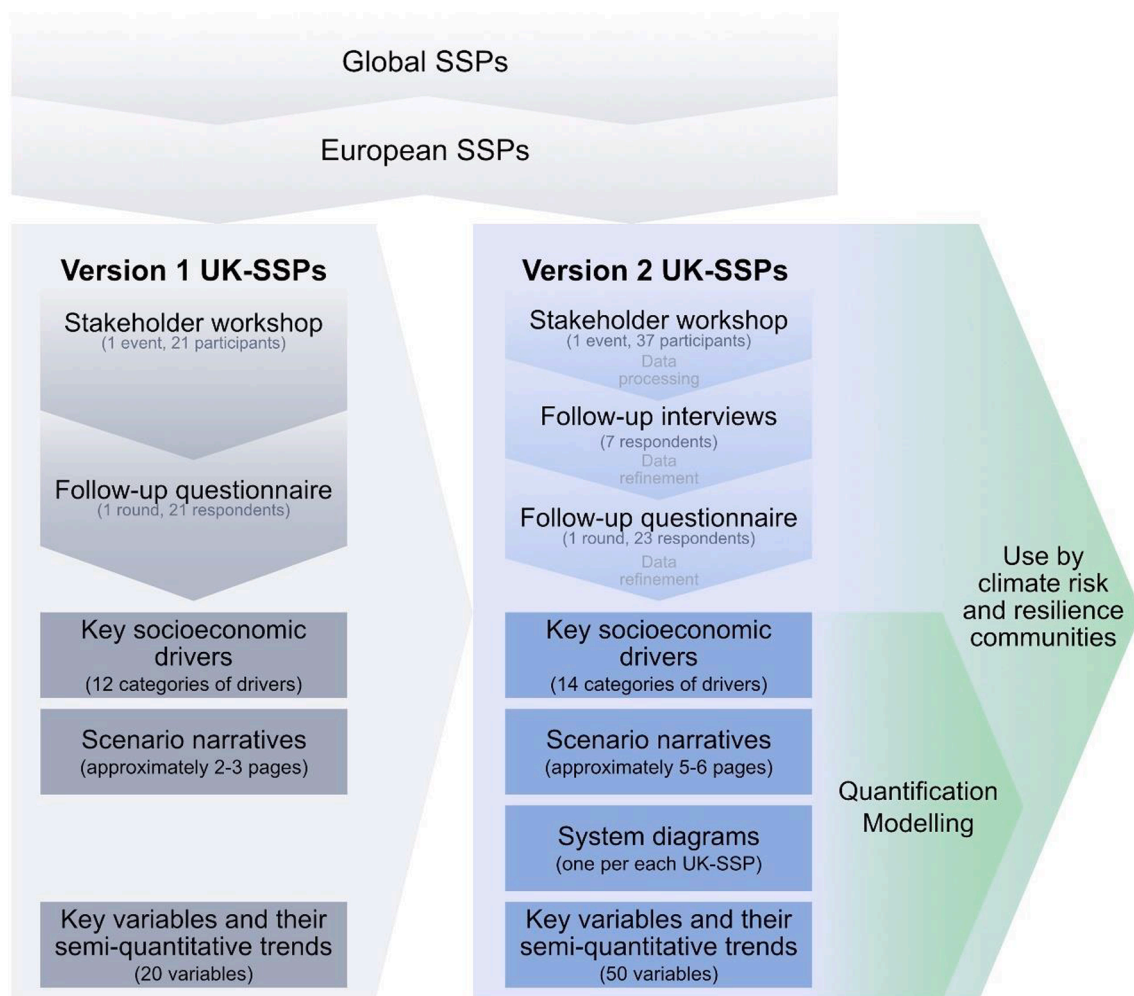 Global SSPs
European SSPs
Version 1 UK-SSPs
Stakeholder workshop
(1 event, 21 participants)
Follow-up questionnaire
(1 round, 21 respondents)
Key socioeconomic
drivers
(12 categories of drivers)
Scenario narratives
(approximately 2-3 pages)
Key variables and their
semi-quantitative trends
(20 variables)
Version 2 UK-SSPs
Stakeholder workshop
(1 event, 37 participants)
Data
processing
Follow-up interviews
(7 respondents)
Data
refinement
Follow-up questionnaire
(1 round, 23 respondents)
Data
refinement
Key socioeconomic
drivers
(14 categories of drivers)
Scenario narratives
(approximately 5-6 pages)
System diagrams
(one per each UK-SSP)
Key variables and their
semi-quantitative trends
(50 variables)
Quantification
Modelling
Use by
climate risk
and resilience
communities